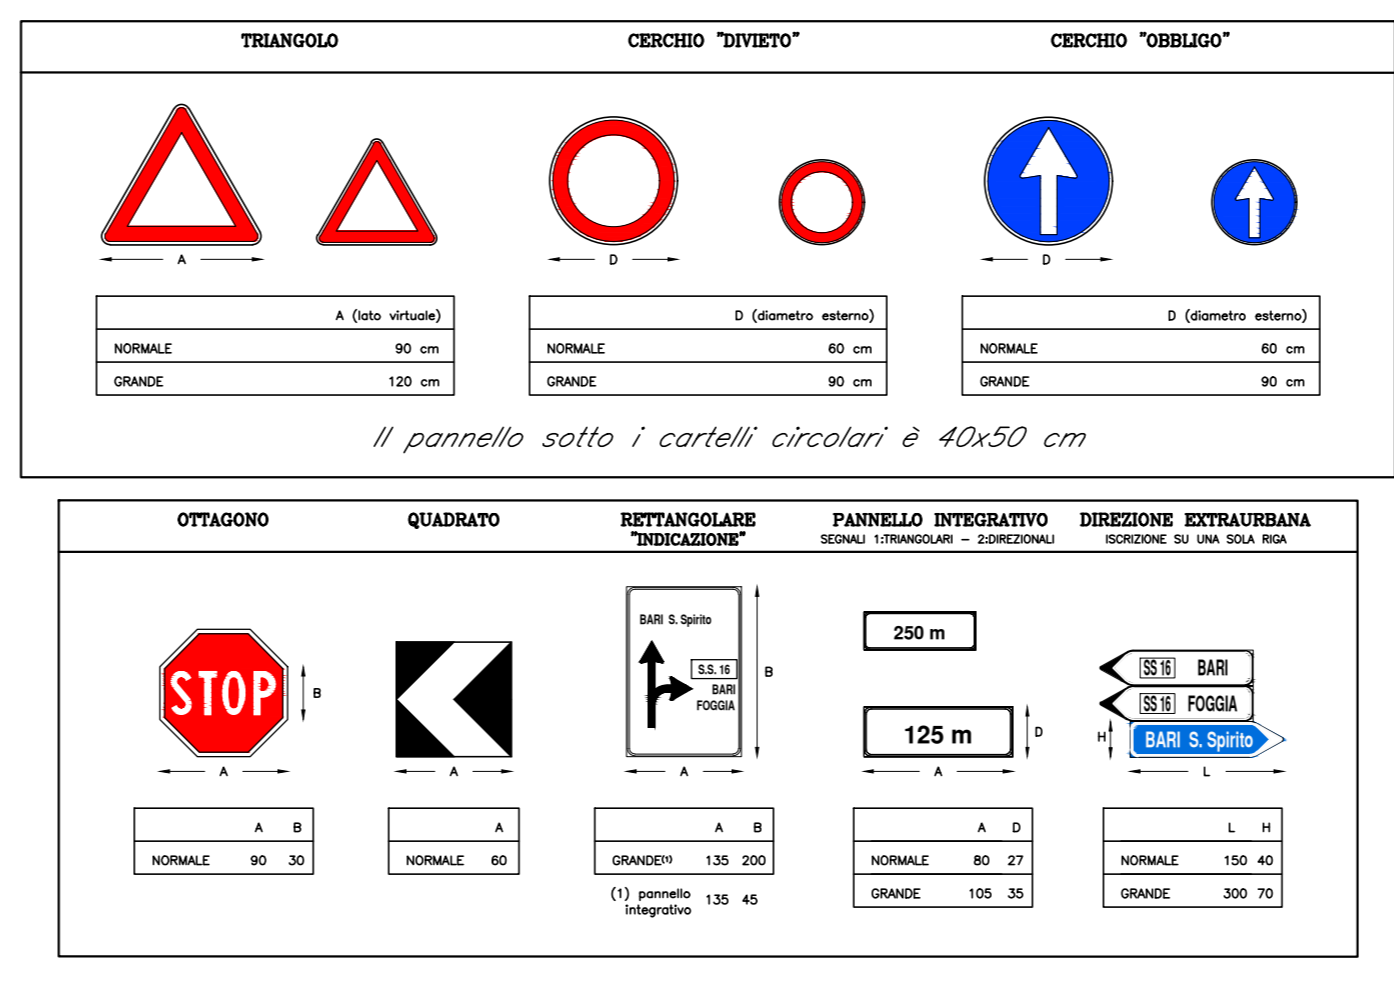 TRIANGOLO
CERCHIO "DIVIETO"
CERCHIO "OBBLIGO"
A
D
D
A (lato virtuale)
NORMALE 90 cm
GRANDE 120 cm
D (diametro esterno)
NORMALE 60 cm
GRANDE 90 cm
D (diametro esterno)
NORMALE 60 cm
GRANDE 90 cm
Il pannello sotto i cartelli circolari è 40x50 cm
OTTAGONO
QUADRATO
RETTANGOLARE
"INDICAZIONE"
PANNELLO INTEGRATIVO
SEGNALI 1:TRIANGOLARI – 2:DIREZIONALI
DIREZIONE EXTRAURBANA
ISCRIZIONE SU UNA SOLA RIGA
STOP
B
A
A
BARI S. Spirito
S.S. 16
BARI
FOGGIA
B
A
250 m
125 m
D
A
SS 16 BARI
SS 16 FOGGIA
BARI S. Spirito
H
L
A B
NORMALE 90 30
A
NORMALE 60
A B
GRANDE(1) 135 200
(1) pannello
integrativo 135 45
A D
NORMALE 80 27
GRANDE 105 35
L H
NORMALE 150 40
GRANDE 300 70